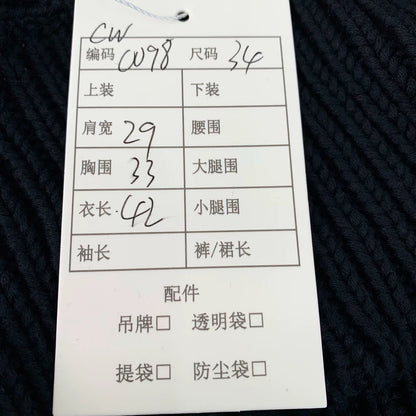 CW
编码 CV98 尺码 34
上装 下装
肩宽 29 腰围
胸围 33 大腿围
衣长 42 小腿围
袖长 裤/裙长
配件
吊牌□ 透明袋□
提袋□ 防尘袋□